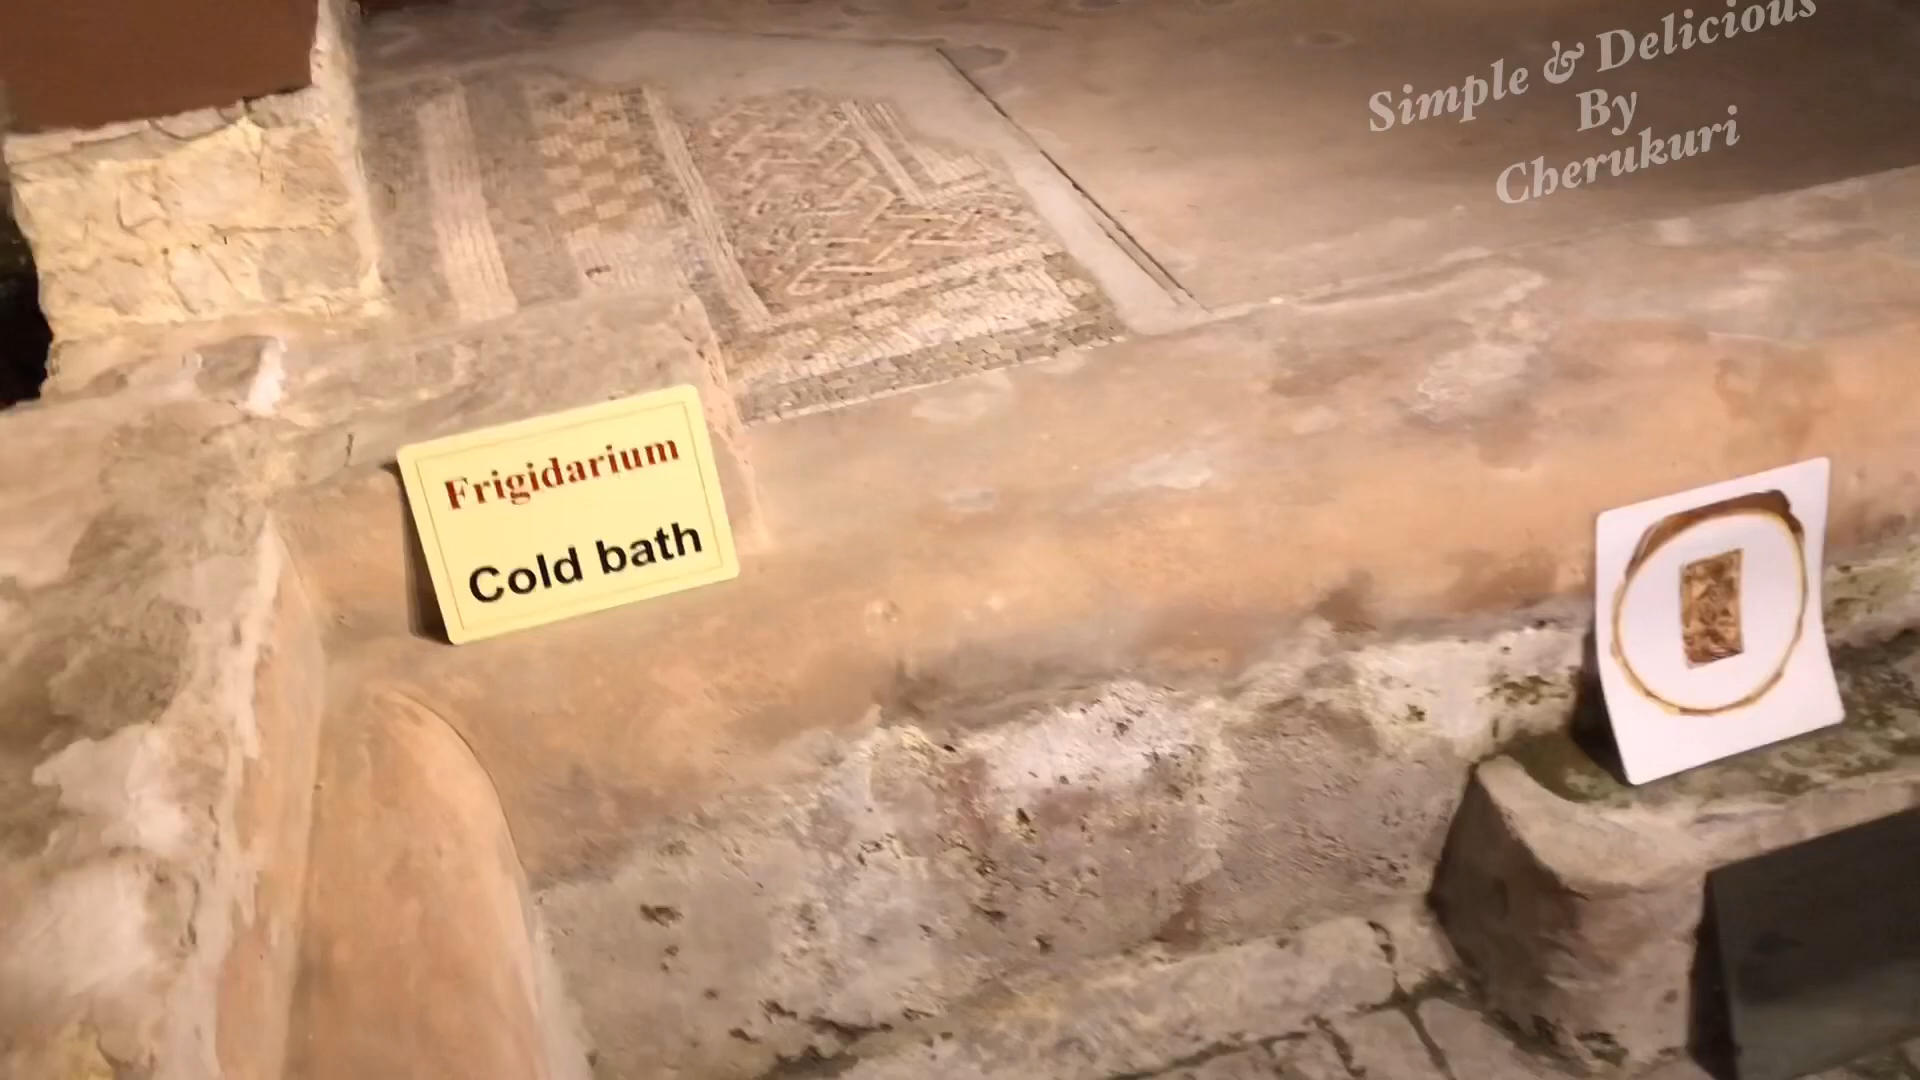 Simple & Delicious
By
Cherukuri
Frigidarium
Cold bath